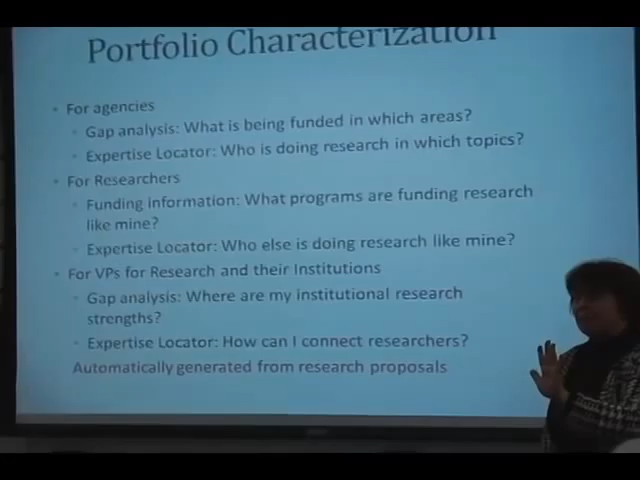 Portfolio Characterization
• For agencies
• Gap analysis: What is being funded in which areas?
• Expertise Locator: Who is doing research in which topics?
• For Researchers
• Funding information: What programs are funding research
like mine?
• Expertise Locator: Who else is doing research like mine?
• For VPs for Research and their Institutions
• Gap analysis: Where are my institutional research
strengths?
• Expertise Locator: How can I connect researchers?
Automatically generated from research proposals